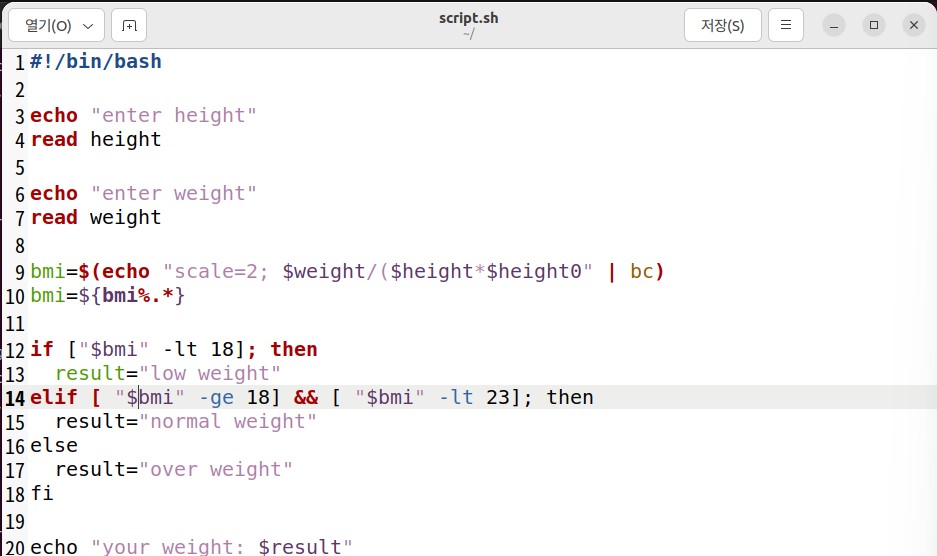 열기(O)
script.sh
~/
저장(S)
1 #!/bin/bash
2
3 echo "enter height"
4 read height
5
6 echo "enter weight"
7 read weight
8
9 bmi=$(echo "scale=2; $weight/($height*$height0" | bc)
10 bmi=${bmi%.*}
11
12 if ["$bmi" -lt 18]; then
13   result="low weight"
14 elif [ "$bmi" -ge 18] && [ "$bmi" -lt 23]; then
15   result="normal weight"
16 else
17   result="over weight"
18 fi
19
20 echo "your weight: $result"